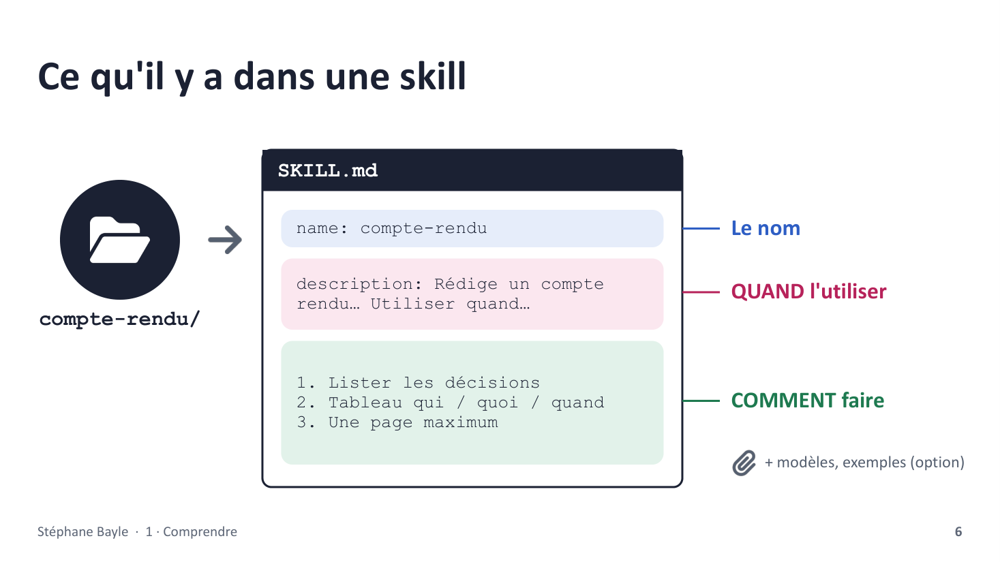 Ce qu'il y a dans une skill
compte-rendu/
SKILL.md
name: compte-rendu
Le nom
description: Rédige un compte
rendu… Utiliser quand…
QUAND l'utiliser
1. Lister les décisions
2. Tableau qui / quoi / quand
3. Une page maximum
COMMENT faire
+ modèles, exemples (option)
Stéphane Bayle · 1 · Comprendre
6